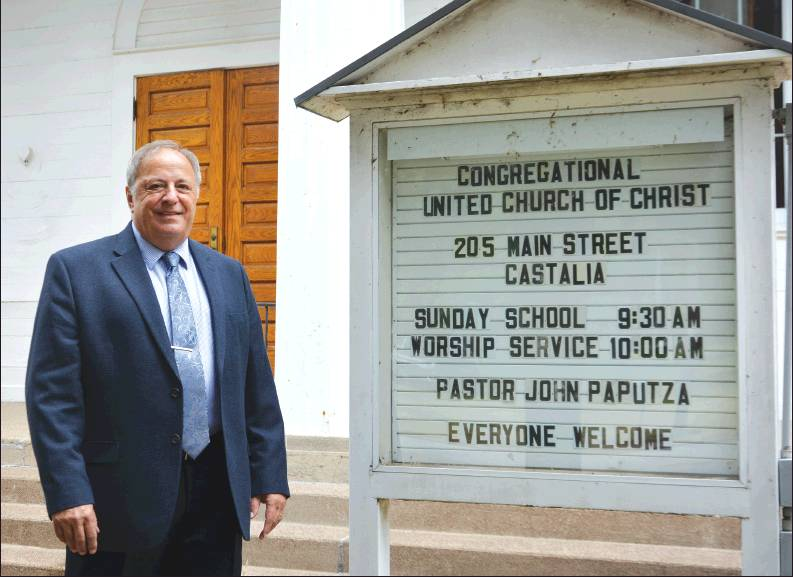 CONGREGATIONAL
UNITED CHURCH OF CHRIST
205 MAIN STREET
CASTALIA
SUNDAY SCHOOL 9:30 AM
WORSHIP SERVICE 10:00 AM
PASTOR JOHN PAPUTZA
EVERYONE WELCOME